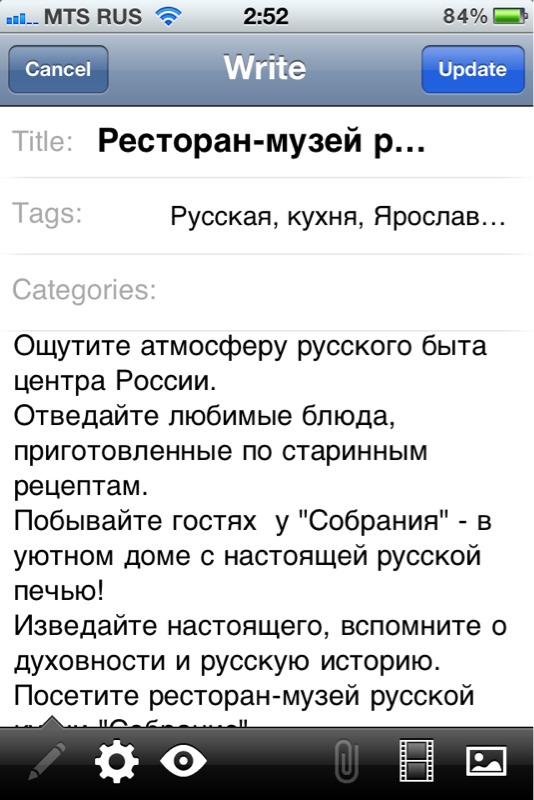 MTS RUS 2:52 84%
Cancel Write Update
Title: Ресторан-музей р...
Tags: Русская, кухня, Ярослав...
Categories:
Ощутите атмосферу русского быта
центра России.
Отведайте любимые блюда,
приготовленные по старинным
рецептам.
Побывайте гостях  у "Собрания" - в
уютном доме с настоящей русской
печью!
Изведайте настоящего, вспомните о
духовности и русскую историю.
Посетите ресторан-музей русской